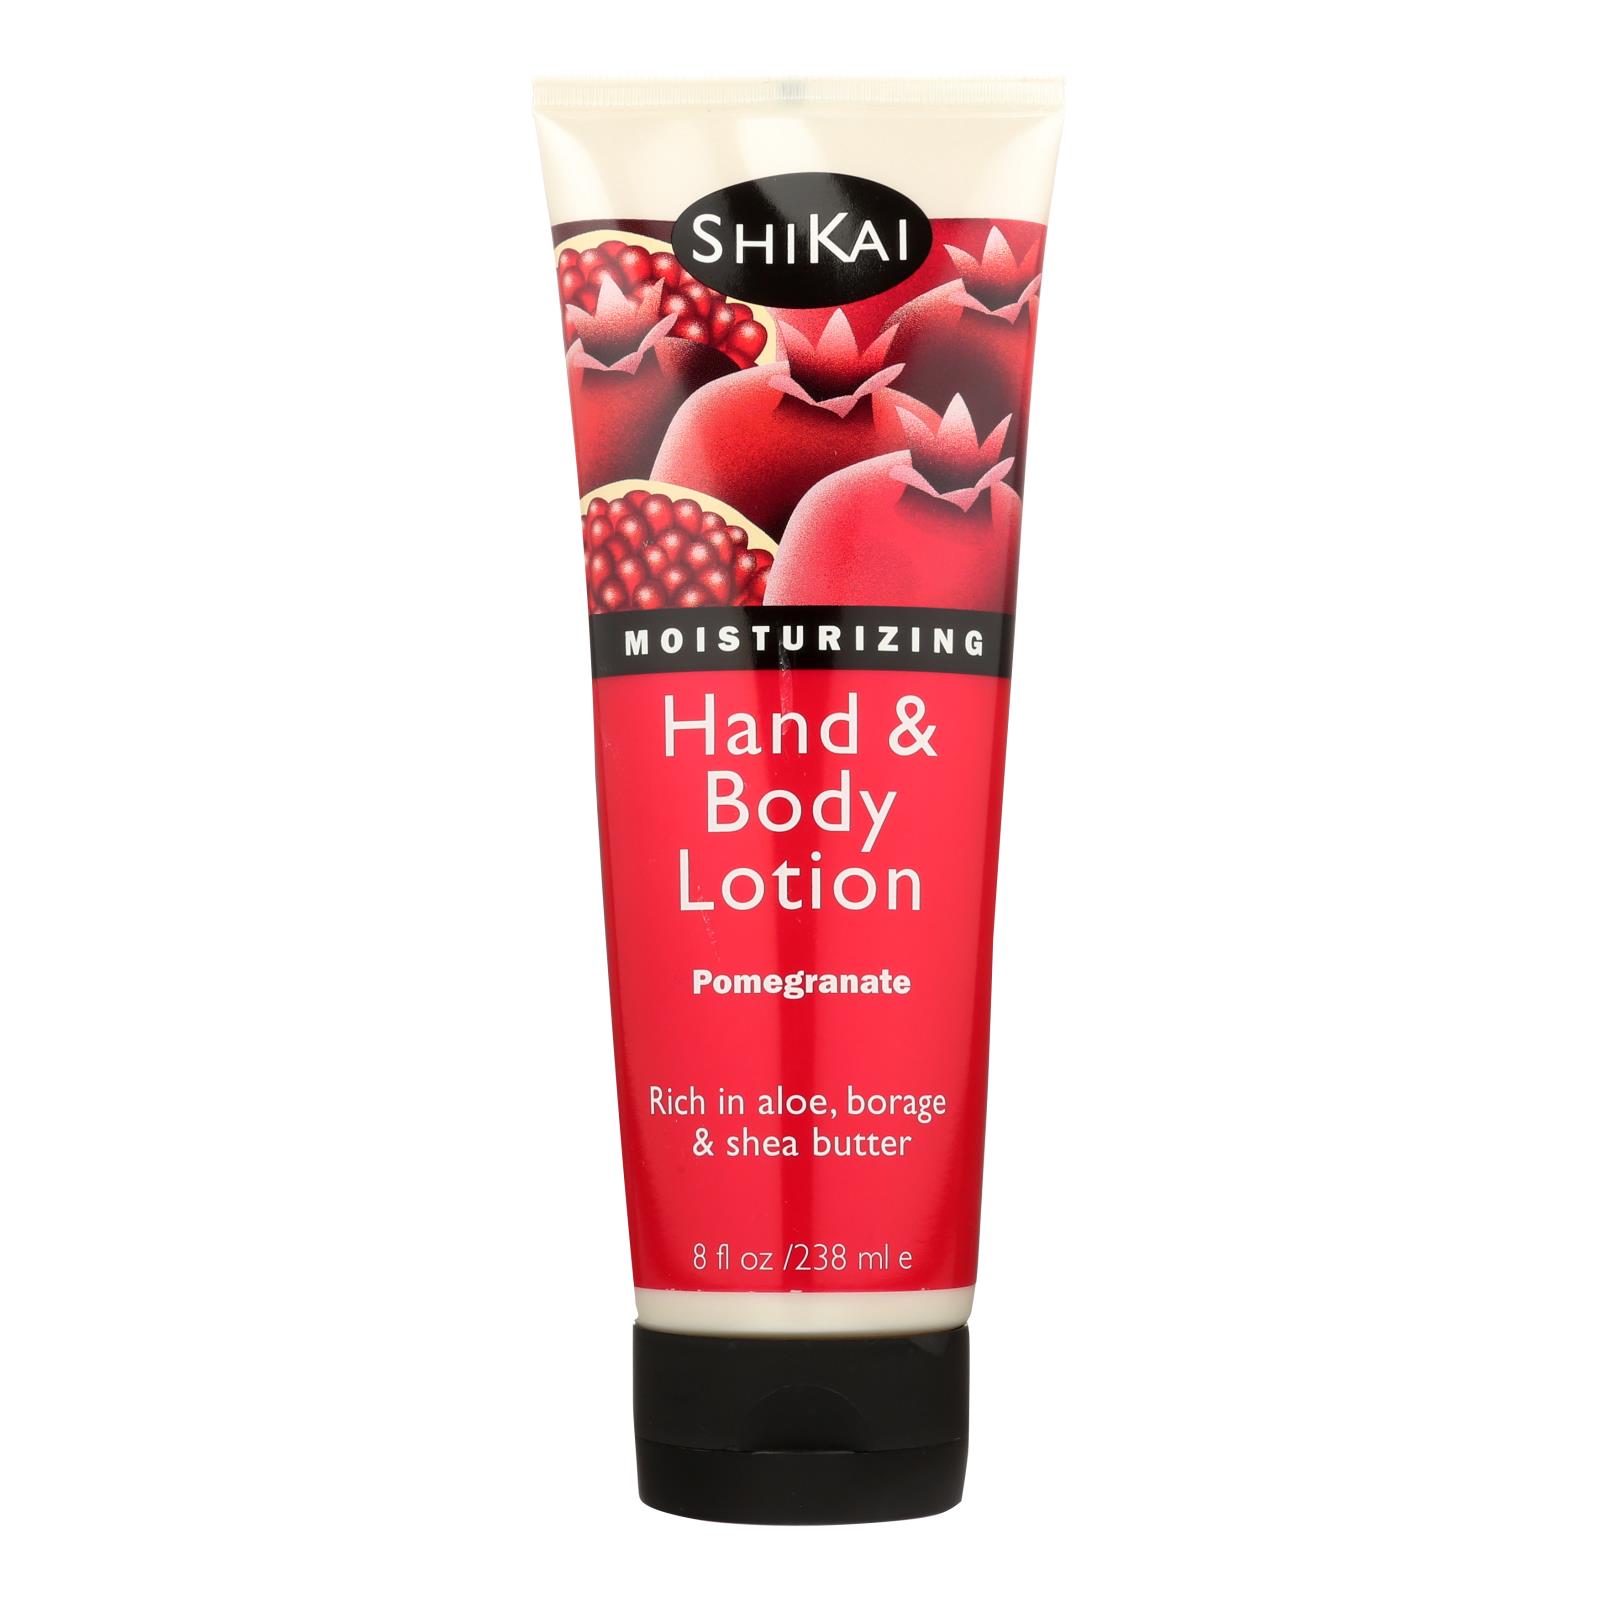 SHIKAI
MOISTURIZING
Hand &
Body
Lotion
Pomegranate
Rich in aloe, borage
& shea butter
8 fl oz /238 ml e